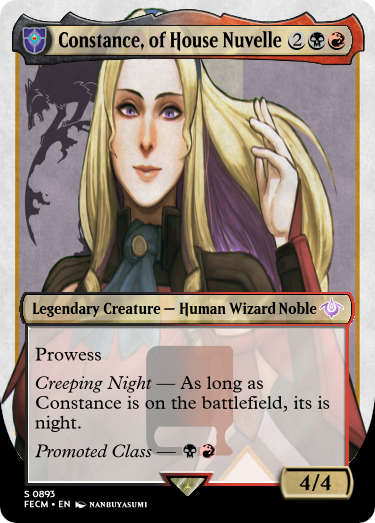 Constance, of House Nuvelle 2
Legendary Creature — Human Wizard Noble
Prowess
Creeping Night — As long as
Constance is on the battlefield, its is
night.
Promoted Class —
4/4
S 0893
FECM • EN NANBUYASUMI